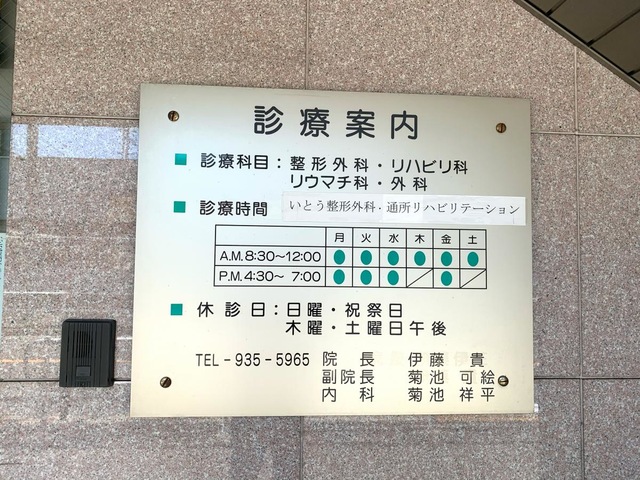 診療案内
■ 診療科目：整形外科・リハビリ科
リウマチ科・外科
■ 診療時間 いとう整形外科・通所リハビリテーション
月 火 水 木 金 土
A.M.8:30〜12:00 ● ● ● ● ● ●
P.M.4:30〜 7:00 ● ● ● ／ ● ／
■ 休診日：日曜・祝祭日
木曜・土曜日午後
TEL-935-5965 院長 伊藤 貴
副院長 菊池 可絵
内科 菊池 祥平